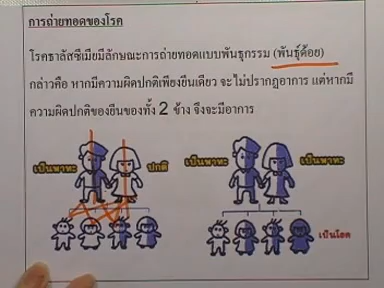 การถ่ายทอดของโรค
โรคธาลัสซีเมียมีลักษณะการถ่ายทอดแบบพันธุกรรม (พันธุ์ด้อย)
กล่าวคือ หากมีความผิดปกติเพียงยีนเดียว จะไม่ปรากฏอาการ แต่หากมี
ความผิดปกติของยีนของทั้ง 2 ข้าง จึงจะมีอาการ
เป็นพาหะ ปกติ เป็นพาหะ เป็นพาหะ
เป็นโรค